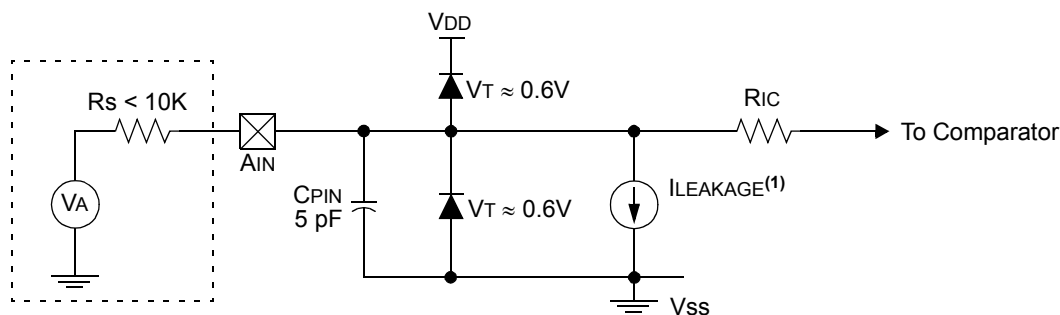 VDD
Rs < 10K
VT ≈ 0.6V
RIC
To Comparator
AIN
VA
CPIN
5 pF
VT ≈ 0.6V
ILEAKAGE(1)
Vss